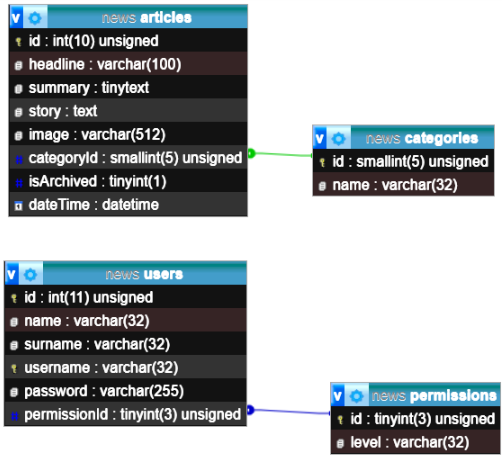 v news articles
id : int(10) unsigned
headline : varchar(100)
summary : tinytext
story : text
image : varchar(512)
categoryId : smallint(5) unsigned
isArchived : tinyint(1)
dateTime : datetime
v news categories
id : smallint(5) unsigned
name : varchar(32)
v news users
id : int(11) unsigned
name : varchar(32)
surname : varchar(32)
username : varchar(32)
password : varchar(255)
permissionId : tinyint(3) unsigned
v news permissions
id : tinyint(3) unsigned
level : varchar(32)